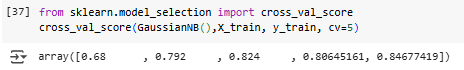 [37] from sklearn.model_selection import cross_val_score
cross_val_score(GaussianNB(),X_train, y_train, cv=5)
array([0.68      , 0.792     , 0.824     , 0.80645161, 0.84677419])